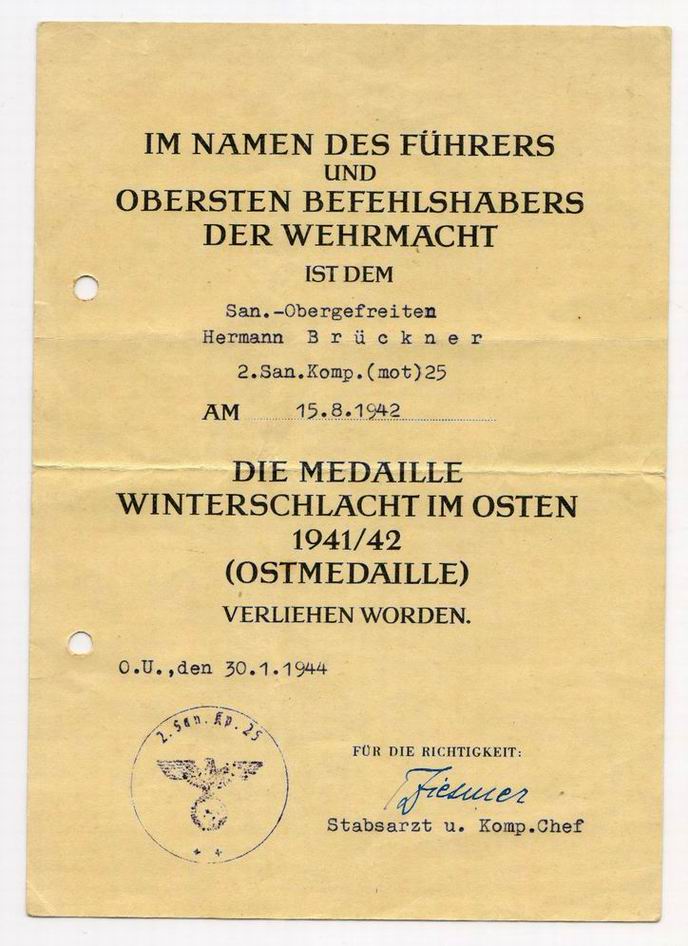 IM NAMEN DES FÜHRERS
UND
OBERSTEN BEFEHLSHABERS
DER WEHRMACHT
IST DEM
San.-Obergefreiten
Hermann B r ü c k n e r
2.San.Komp.(mot)25
AM 15.8.1942
DIE MEDAILLE
WINTERSCHLACHT IM OSTEN
1941/42
(OSTMEDAILLE)
VERLIEHEN WORDEN.
O.U.,den 30.1.1944
2. San. Kp. 25
FÜR DIE RICHTIGKEIT:
Stabsarzt u. Komp.Chef